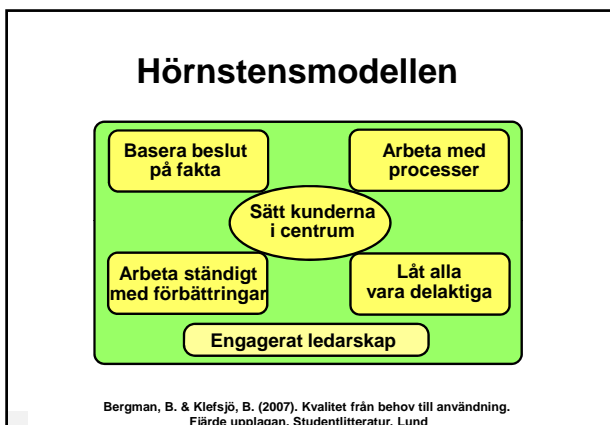 Hörnstensmodellen
Basera beslut
på fakta
Arbeta med
processer
Sätt kunderna
i centrum
Arbeta ständigt
med förbättringar
Låt alla
vara delaktiga
Engagerat ledarskap
Bergman, B. & Klefsjö, B. (2007). Kvalitet från behov till användning.
Fjärde upplagan. Studentlitteratur, Lund